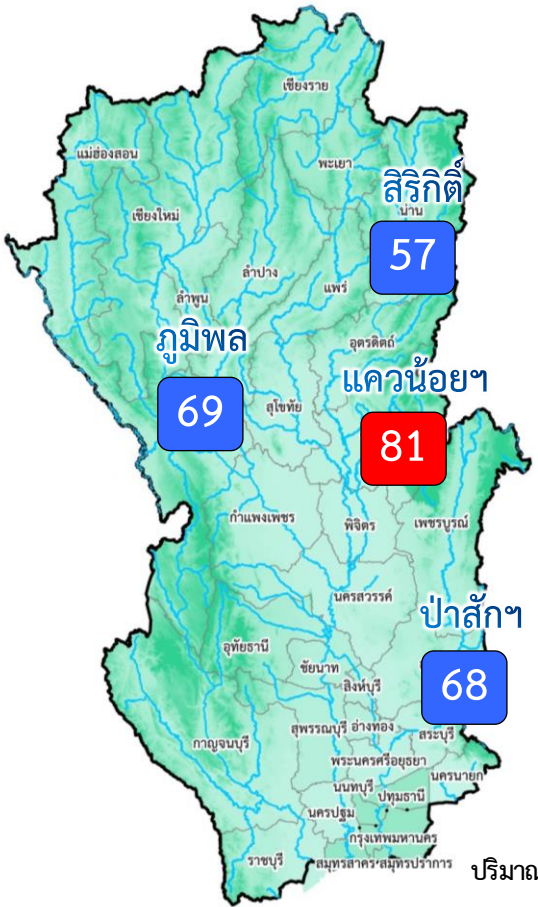 เชียงราย
แม่ฮ่องสอน
พะเยา
สิริกิติ์
น่าน
เชียงใหม่
57
ลำปาง
แพร่
ลำพูน
ภูมิพล
อุตรดิตถ์
แควน้อยฯ
69
สุโขทัย
81
กำแพงเพชร
พิจิตร
เพชรบูรณ์
นครสวรรค์
ป่าสักฯ
อุทัยธานี
ชัยนาท
สิงห์บุรี
68
สุพรรณบุรี อ่างทอง
สระบุรี
กาญจนบุรี
พระนครศรีอยุธยา
นครนายก
นนทบุรี
ปทุมธานี
นครปฐม
กรุงเทพมหานคร
ราชบุรี
สมุทรสาคร สมุทรปราการ
ปริมาณ